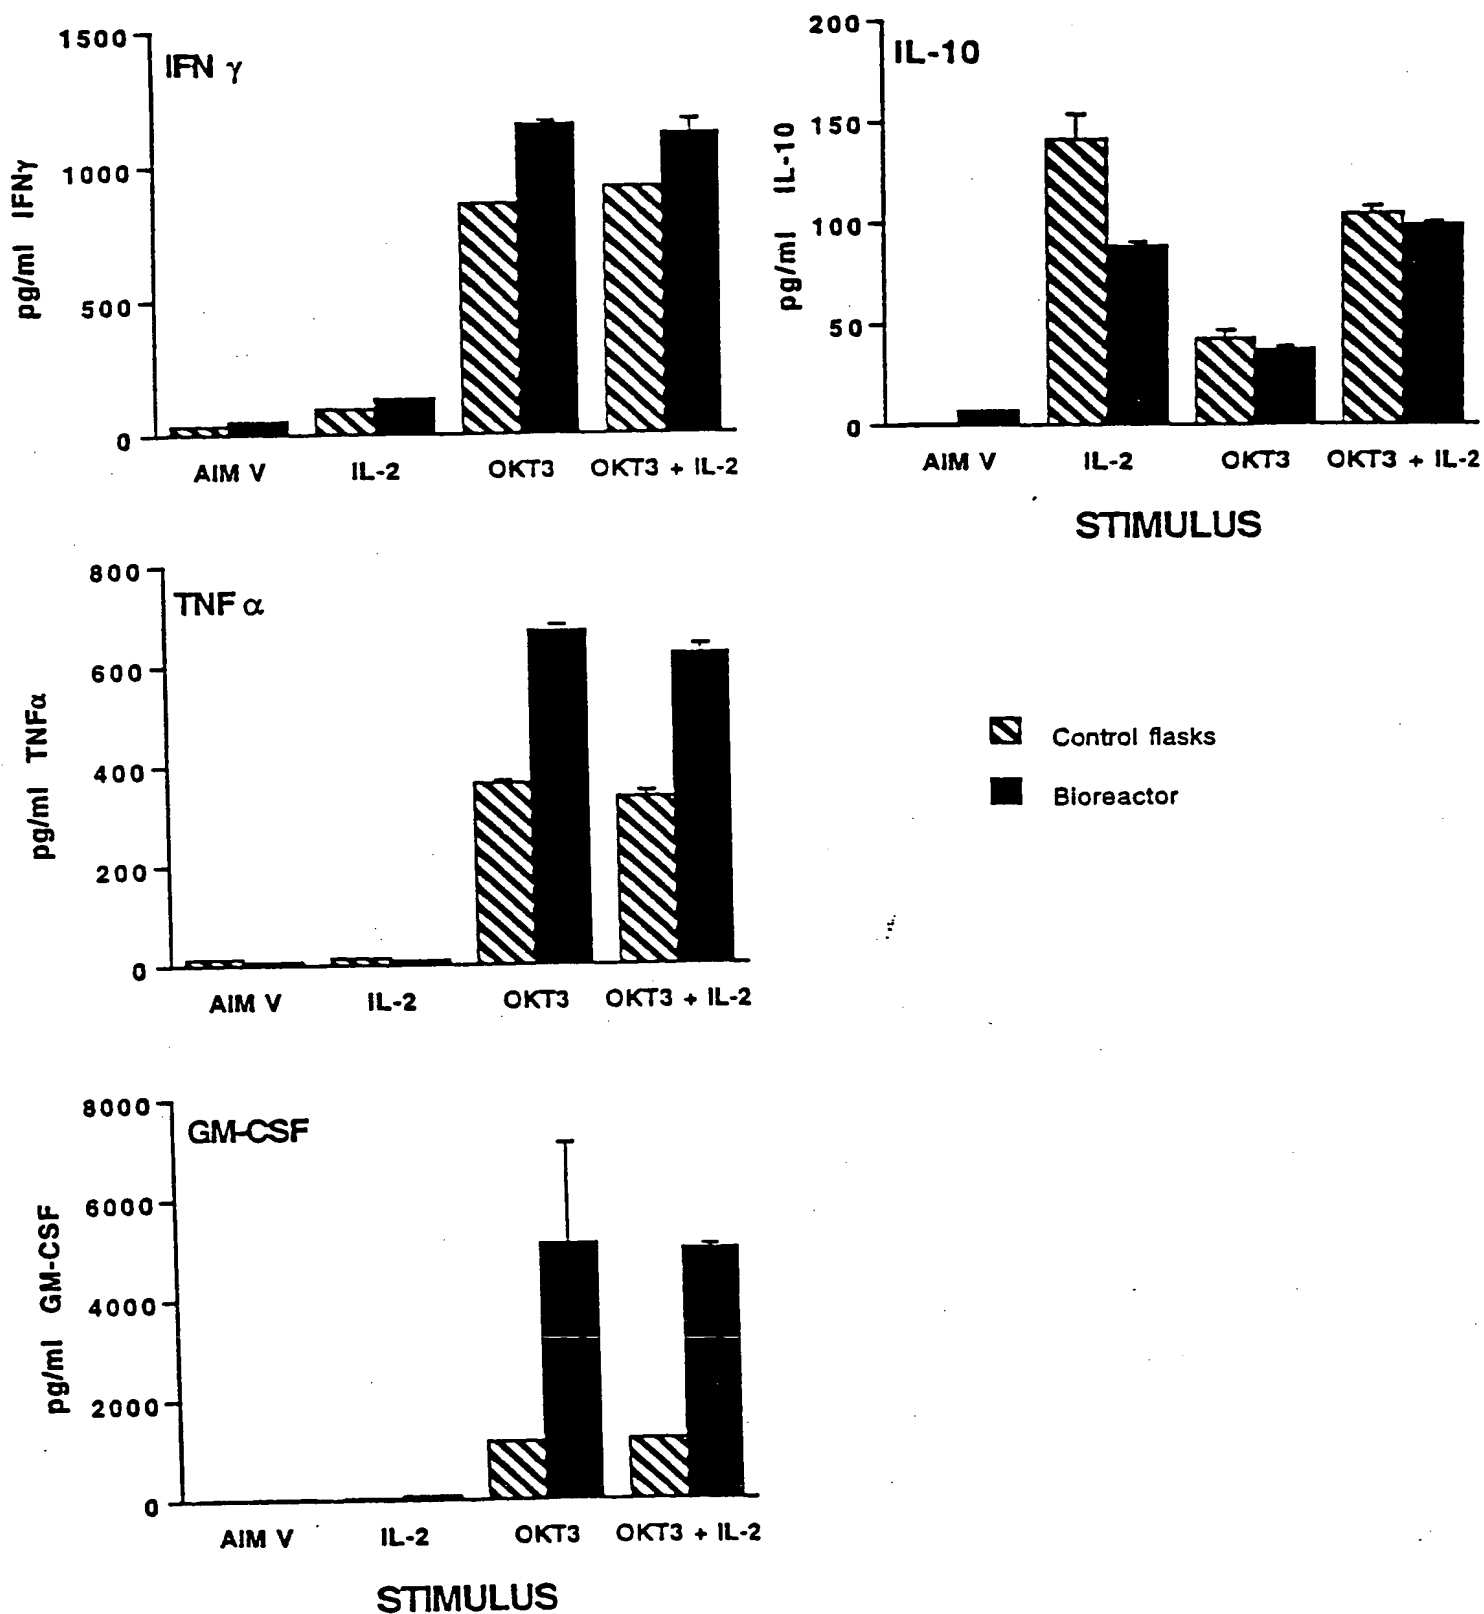 IFN γ
pg/ml IFNγ
1500
1000
500
0
AIM V IL-2 OKT3 OKT3 + IL-2
IL-10
pg/ml IL-10
200
150
100
50
0
AIM V IL-2 OKT3 OKT3 + IL-2
STIMULUS
TNF α
pg/ml TNFα
800
600
400
200
0
AIM V IL-2 OKT3 OKT3 + IL-2
Control flasks
Bioreactor
GM-CSF
pg/ml GM-CSF
8000
6000
4000
2000
0
AIM V IL-2 OKT3 OKT3 + IL-2
STIMULUS